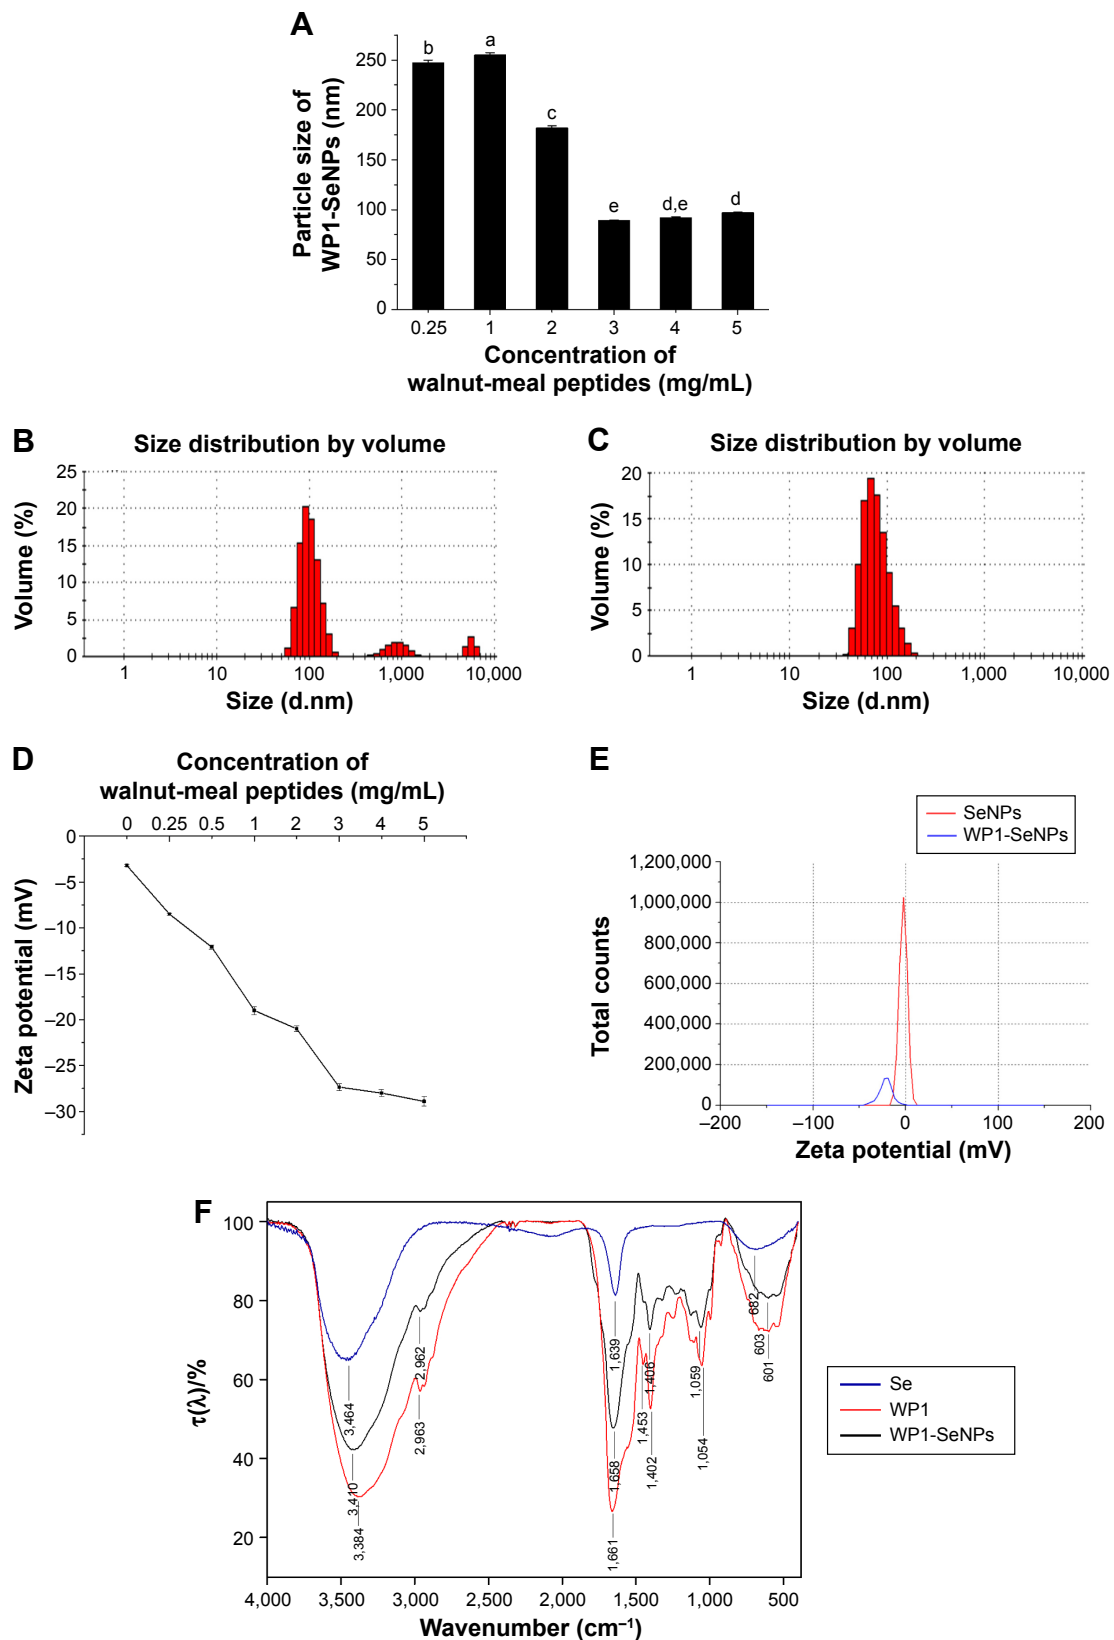 A
Particle size of
WP1-SeNPs (nm)
250
200
150
100
50
0
b
a
c
e
d,e
d
0.25 1 2 3 4 5
Concentration of
walnut-meal peptides (mg/mL)
B
Size distribution by volume
Volume (%)
25
20
15
10
5
0
1 10 100 1,000 10,000
Size (d.nm)
C
Size distribution by volume
Volume (%)
20
15
10
5
0
1 10 100 1,000 10,000
Size (d.nm)
D
Concentration of
walnut-meal peptides (mg/mL)
0 0.25 0.5 1 2 3 4 5
Zeta potential (mV)
0
–5
–10
–15
–20
–25
–30
E
SeNPs
WP1-SeNPs
Total counts
1,200,000
1,000,000
800,000
600,000
400,000
200,000
0
–200 –100 0 100 200
Zeta potential (mV)
F
τ(λ)/%
100
80
60
40
20
3,464
3,410
3,384
2,962
2,963
1,639
1,658
1,661
1,453
1,406
1,402
1,059
1,054
682
603
601
4,000 3,500 3,000 2,500 2,000 1,500 1,000 500
Wavenumber (cm⁻¹)
Se
WP1
WP1-SeNPs